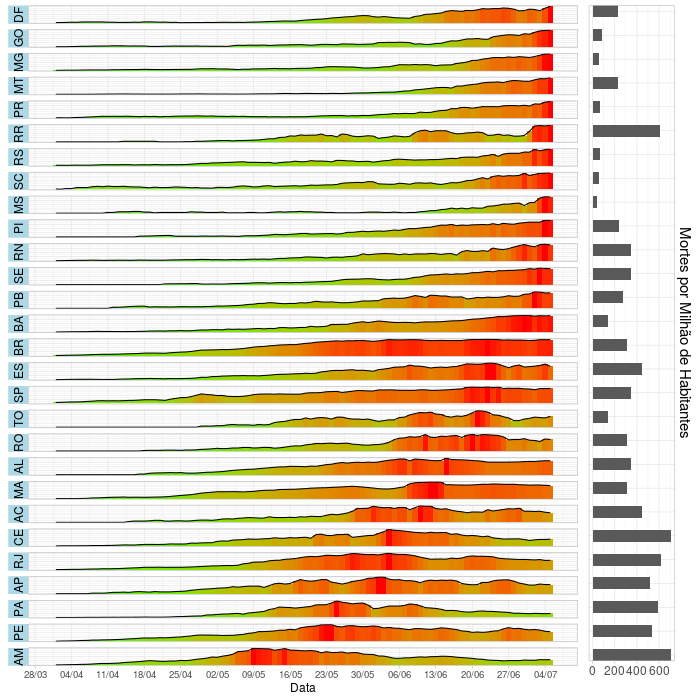 DF
GO
MG
MT
PR
RR
RS
SC
MS
PI
RN
SE
PB
BA
BR
ES
SP
TO
RO
AL
MA
AC
CE
RJ
AP
PA
PE
AM
28/03 04/04 11/04 18/04 25/04 02/05 09/05 16/05 23/05 30/05 06/06 13/06 20/06 27/06 04/07
Data
0 200 400 600
Mortes por Milhão de Habitantes